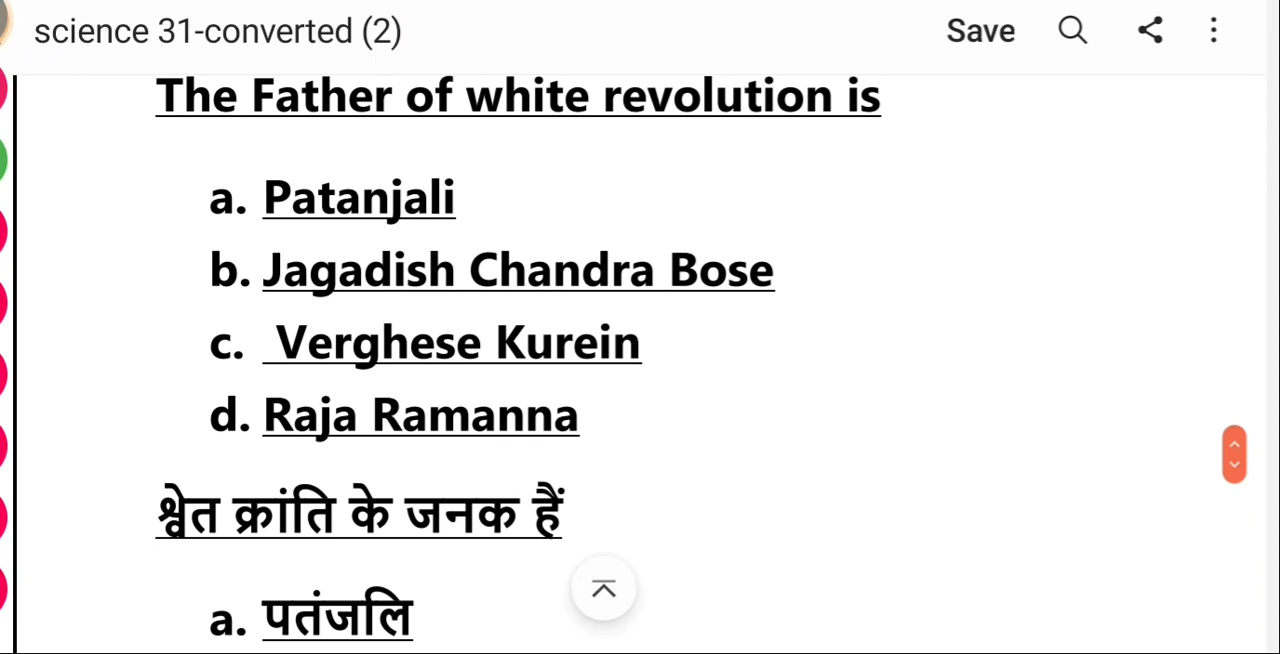 science 31-converted (2) Save
The Father of white revolution is
a. Patanjali
b. Jagadish Chandra Bose
c. Verghese Kurein
d. Raja Ramanna
श्वेत क्रांति के जनक हैं
a. पतंजलि